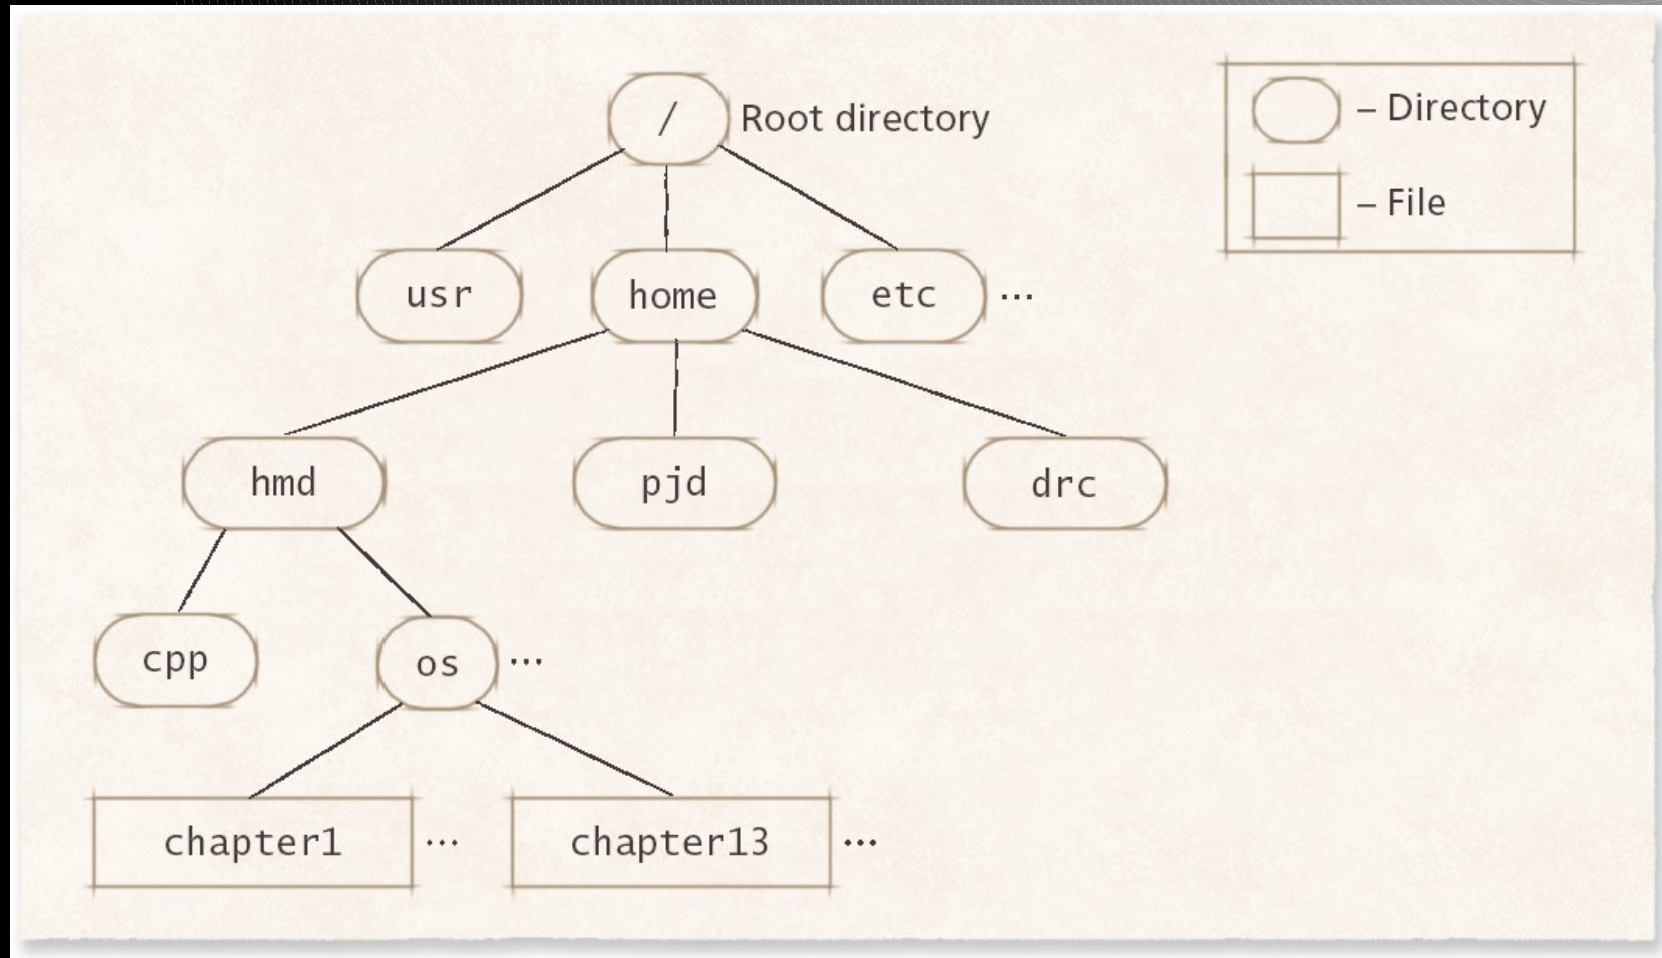 / Root directory
– Directory
– File
usr home etc ...
hmd pjd drc
cpp os ...
chapter1 ... chapter13 ...